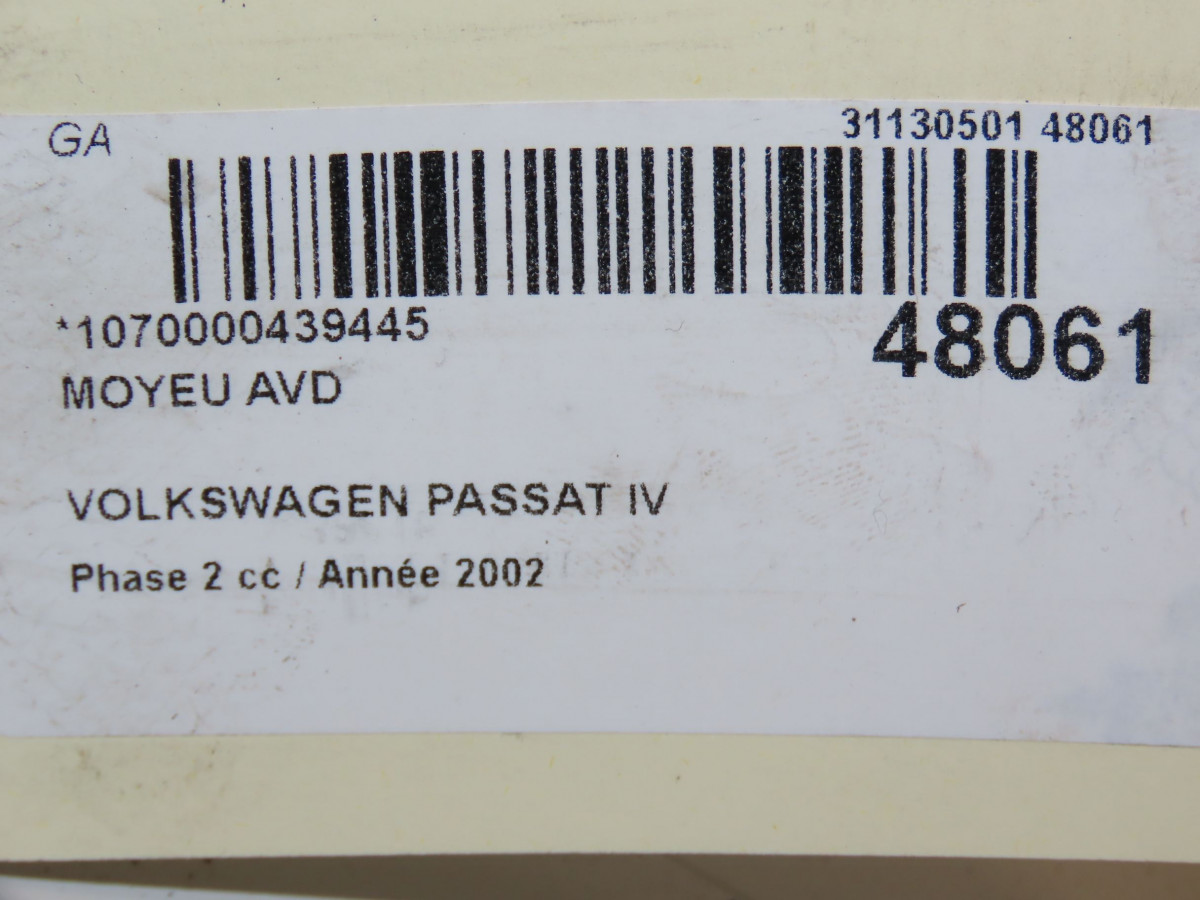 GA
31130501 48061
*1070000439445
48061
MOYEU AVD
VOLKSWAGEN PASSAT IV
Phase 2 cc / Année 2002